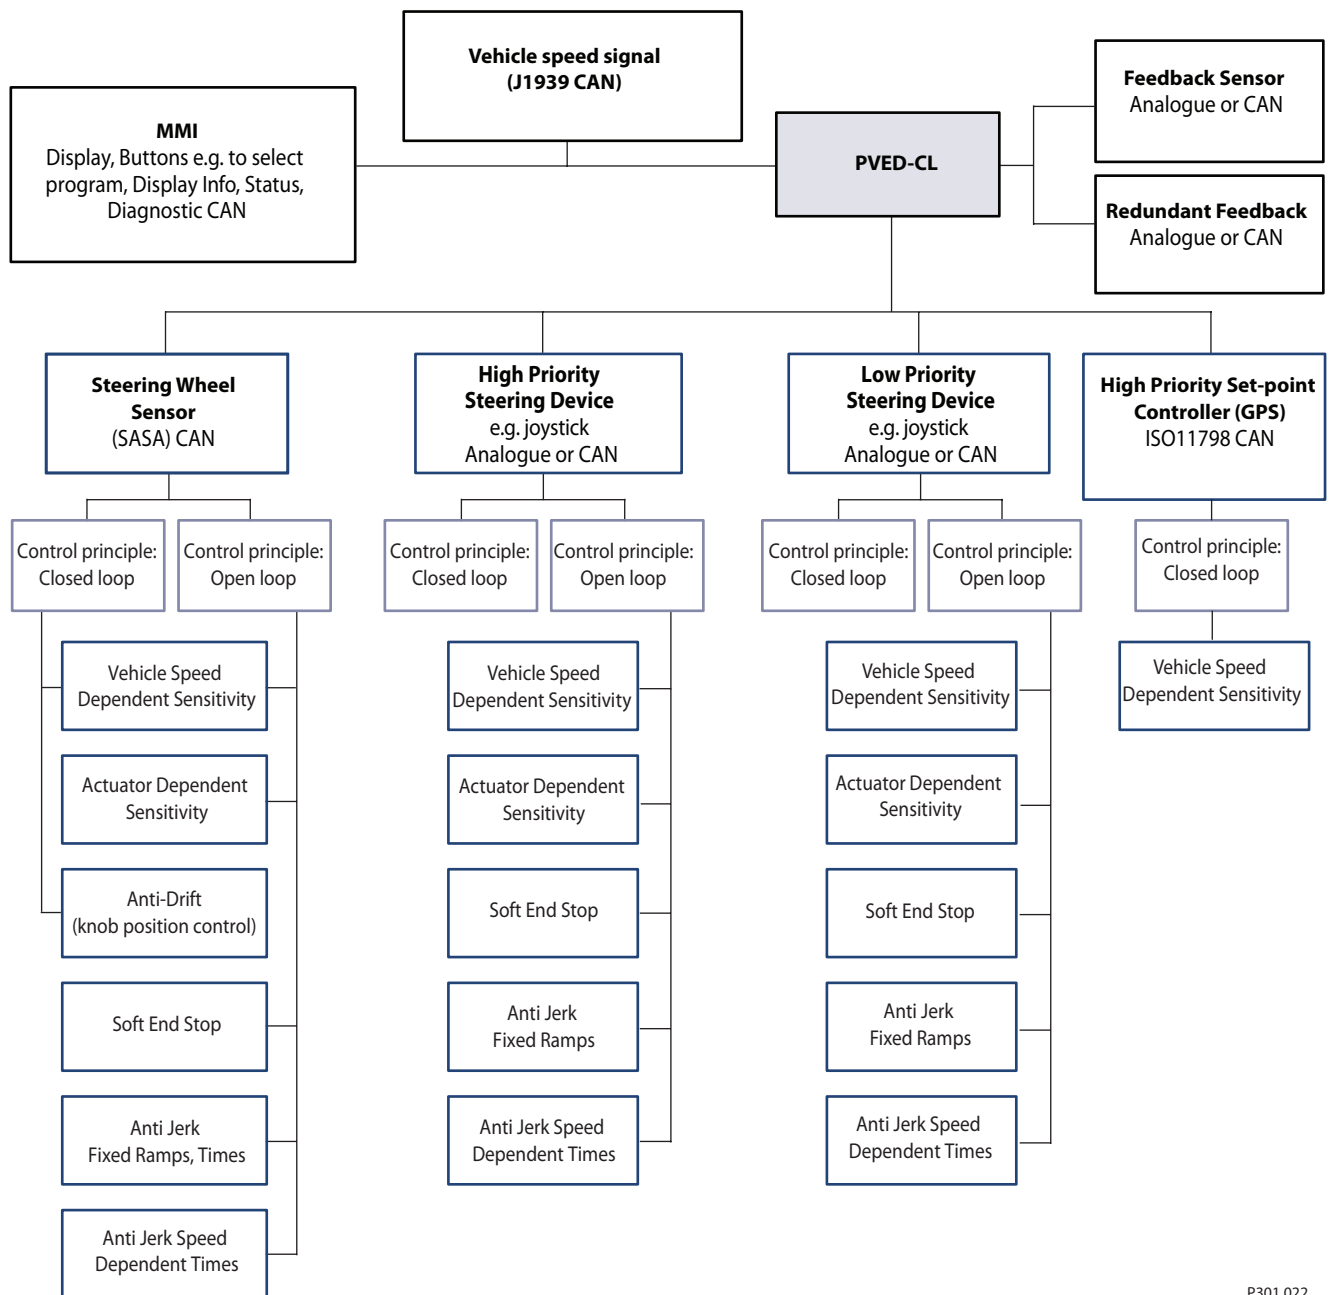 Vehicle speed signal
(J1939 CAN)
MMI
Display, Buttons e.g. to select
program, Display Info, Status,
Diagnostic CAN
PVED-CL
Feedback Sensor
Analogue or CAN
Redundant Feedback
Analogue or CAN
Steering Wheel
Sensor
(SASA) CAN
High Priority
Steering Device
e.g. joystick
Analogue or CAN
Low Priority
Steering Device
e.g. joystick
Analogue or CAN
High Priority Set-point
Controller (GPS)
ISO11798 CAN
Control principle:
Closed loop
Control principle:
Open loop
Control principle:
Closed loop
Control principle:
Open loop
Control principle:
Closed loop
Control principle:
Open loop
Control principle:
Closed loop
Vehicle Speed
Dependent Sensitivity
Actuator Dependent
Sensitivity
Anti-Drift
(knob position control)
Soft End Stop
Anti Jerk
Fixed Ramps, Times
Anti Jerk Speed
Dependent Times
Vehicle Speed
Dependent Sensitivity
Actuator Dependent
Sensitivity
Soft End Stop
Anti Jerk
Fixed Ramps
Anti Jerk Speed
Dependent Times
Vehicle Speed
Dependent Sensitivity
Actuator Dependent
Sensitivity
Soft End Stop
Anti Jerk
Fixed Ramps
Anti Jerk Speed
Dependent Times
Vehicle Speed
Dependent Sensitivity
P301 022